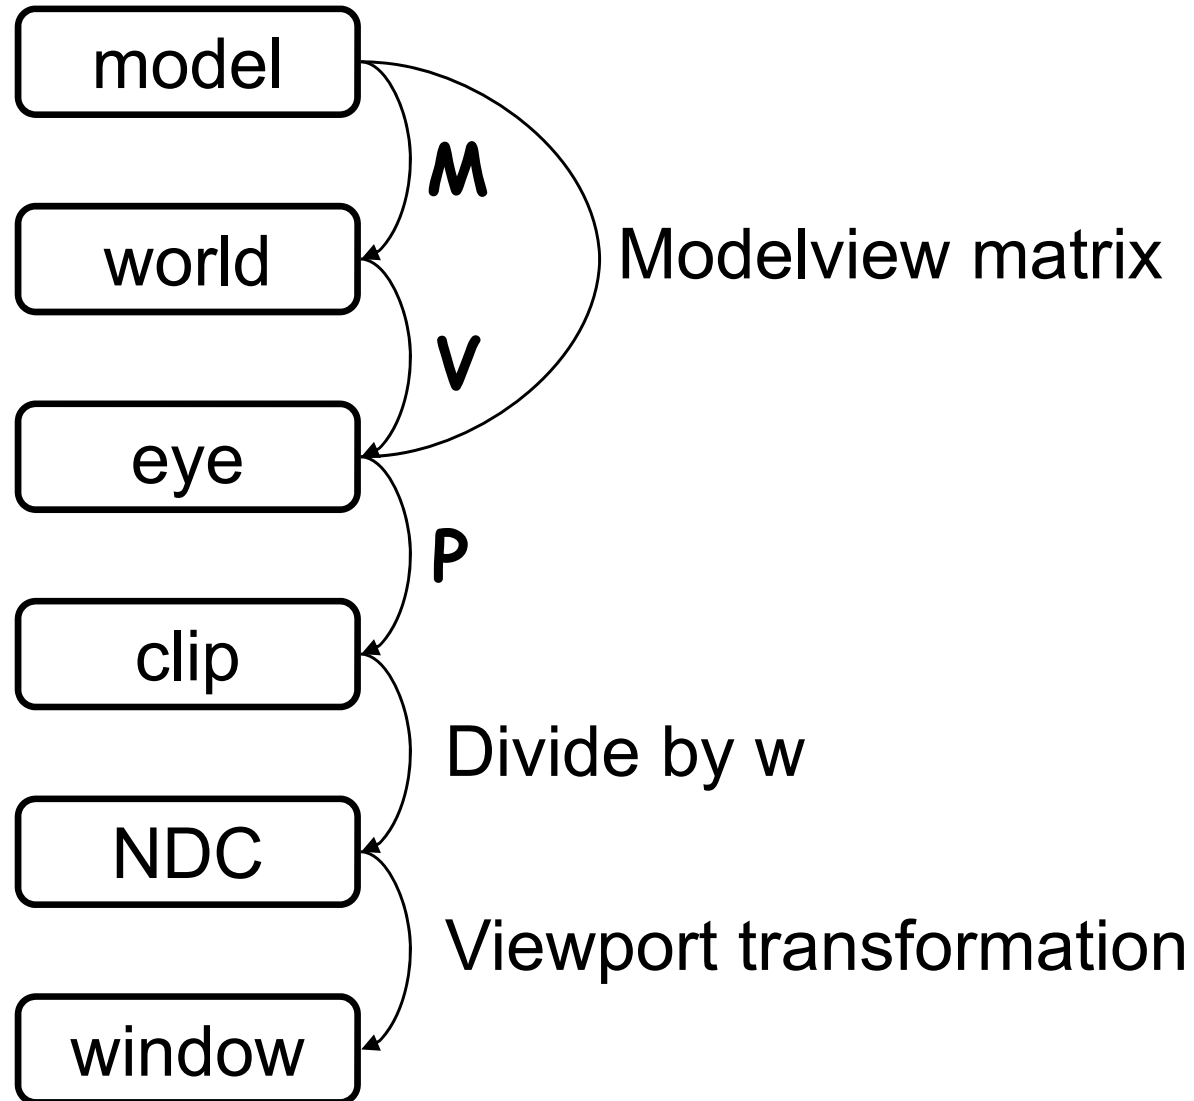 model
M
world
Modelview matrix
V
eye
P
clip
Divide by w
NDC
Viewport transformation
window